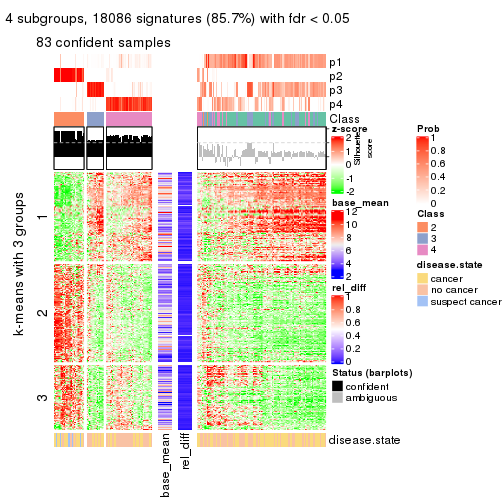 4 subgroups, 18086 signatures (85.7%) with fdr < 0.05
83 confident samples
p1
p2
p3
p4
Class
z-score
2
1
0
-1
-2
Silhouette
score
base_mean
12
10
8
6
4
2
rel_diff
1
0.8
0.6
0.4
0.2
0
Status (barplots)
confident
ambiguous
Prob
1
0.8
0.6
0.4
0.2
0
Class
2
3
4
disease.state
cancer
no cancer
suspect cancer
k-means with 3 groups
1
2
3
base_mean
rel_diff
disease.state